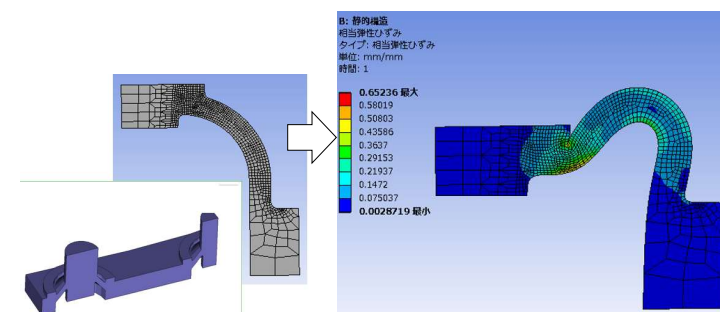 B: 静的構造
相当弾性ひずみ
タイプ: 相当弾性ひずみ
単位: mm/mm
時間: 1
0.65236 最大
0.58019
0.50803
0.43586
0.3637
0.29153
0.21937
0.1472
0.075037
0.0028719 最小